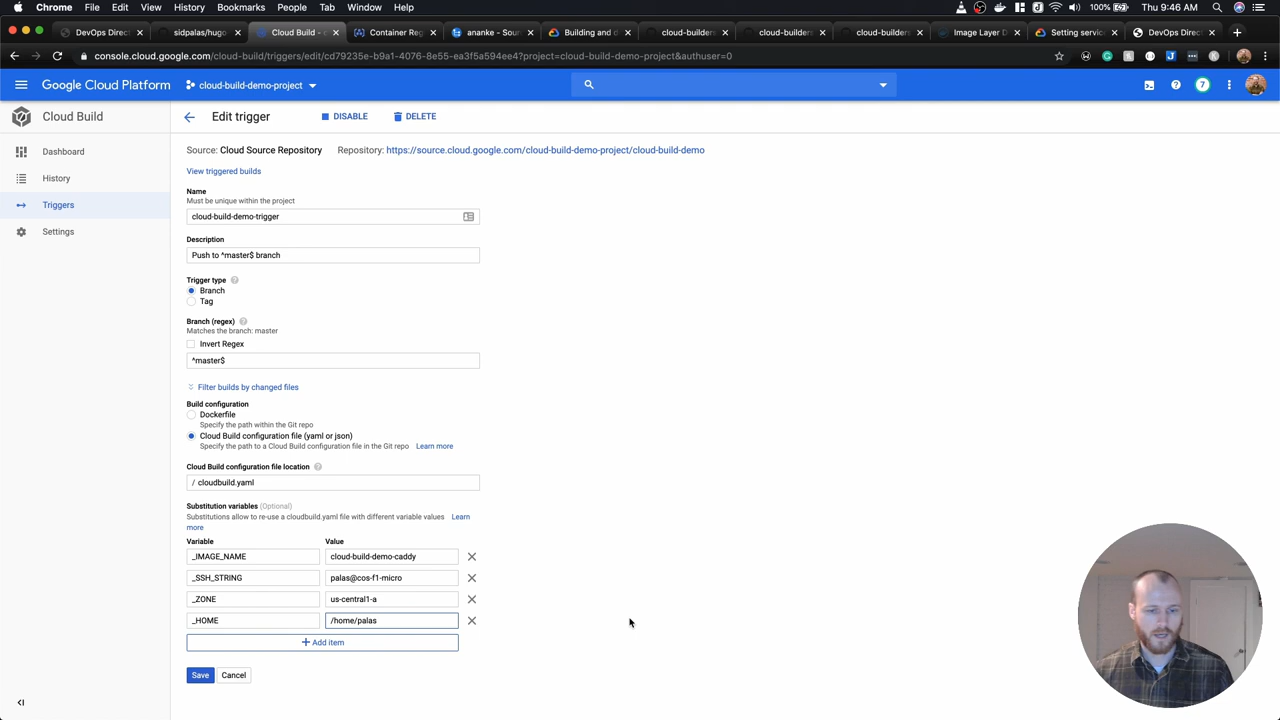 Chrome File Edit View History Bookmarks People Tab Window Help 100% Thu 9:46 AM
DevOps Direct sidpalas/hugo Cloud Build - c Container Reg ananke - Sourc Building and d cloud-builders cloud-builders cloud-builders Image Layer D Setting servic DevOps Direct
console.cloud.google.com/cloud-build/triggers/edit/cd79235e-b9a1-4076-8e55-ea3f5a594ee4?project=cloud-build-demo-project&authuser=0
Google Cloud Platform cloud-build-demo-project 7
Cloud Build
Edit trigger DISABLE DELETE
Dashboard
History
Triggers
Settings
Source: Cloud Source Repository Repository: https://source.cloud.google.com/cloud-build-demo-project/cloud-build-demo
View triggered builds
Name
Must be unique within the project
cloud-build-demo-trigger
Description
Push to ^master$ branch
Trigger type
Branch
Tag
Branch (regex)
Matches the branch: master
Invert Regex
^master$
Filter builds by changed files
Build configuration
Dockerfile
Specify the path within the Git repo
Cloud Build configuration file (yaml or json)
Specify the path to a Cloud Build configuration file in the Git repo Learn more
Cloud Build configuration file location
/ cloudbuild.yaml
Substitution variables (Optional)
Substitutions allow to re-use a cloudbuild.yaml file with different variable values Learn
more
Variable Value
_IMAGE_NAME cloud-build-demo-caddy
_SSH_STRING palas@cos-f1-micro
_ZONE us-central1-a
_HOME /home/palas
+ Add item
Save Cancel